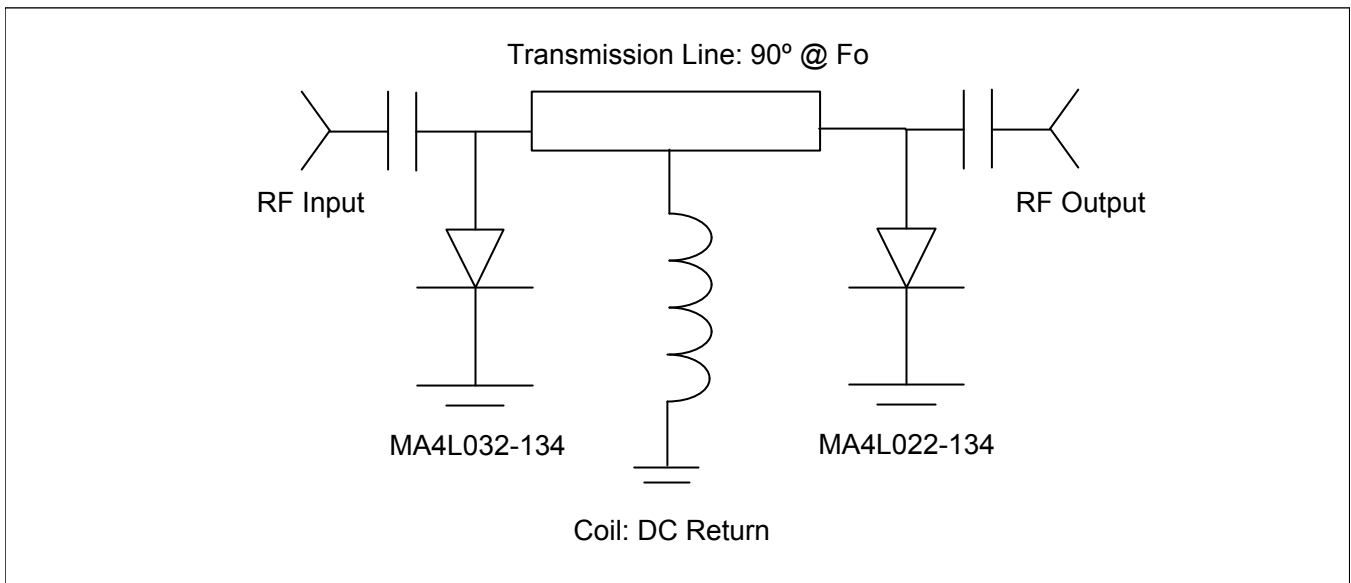 Transmission Line: 90º @ Fo
RF Input
RF Output
MA4L032-134
MA4L022-134
Coil: DC Return